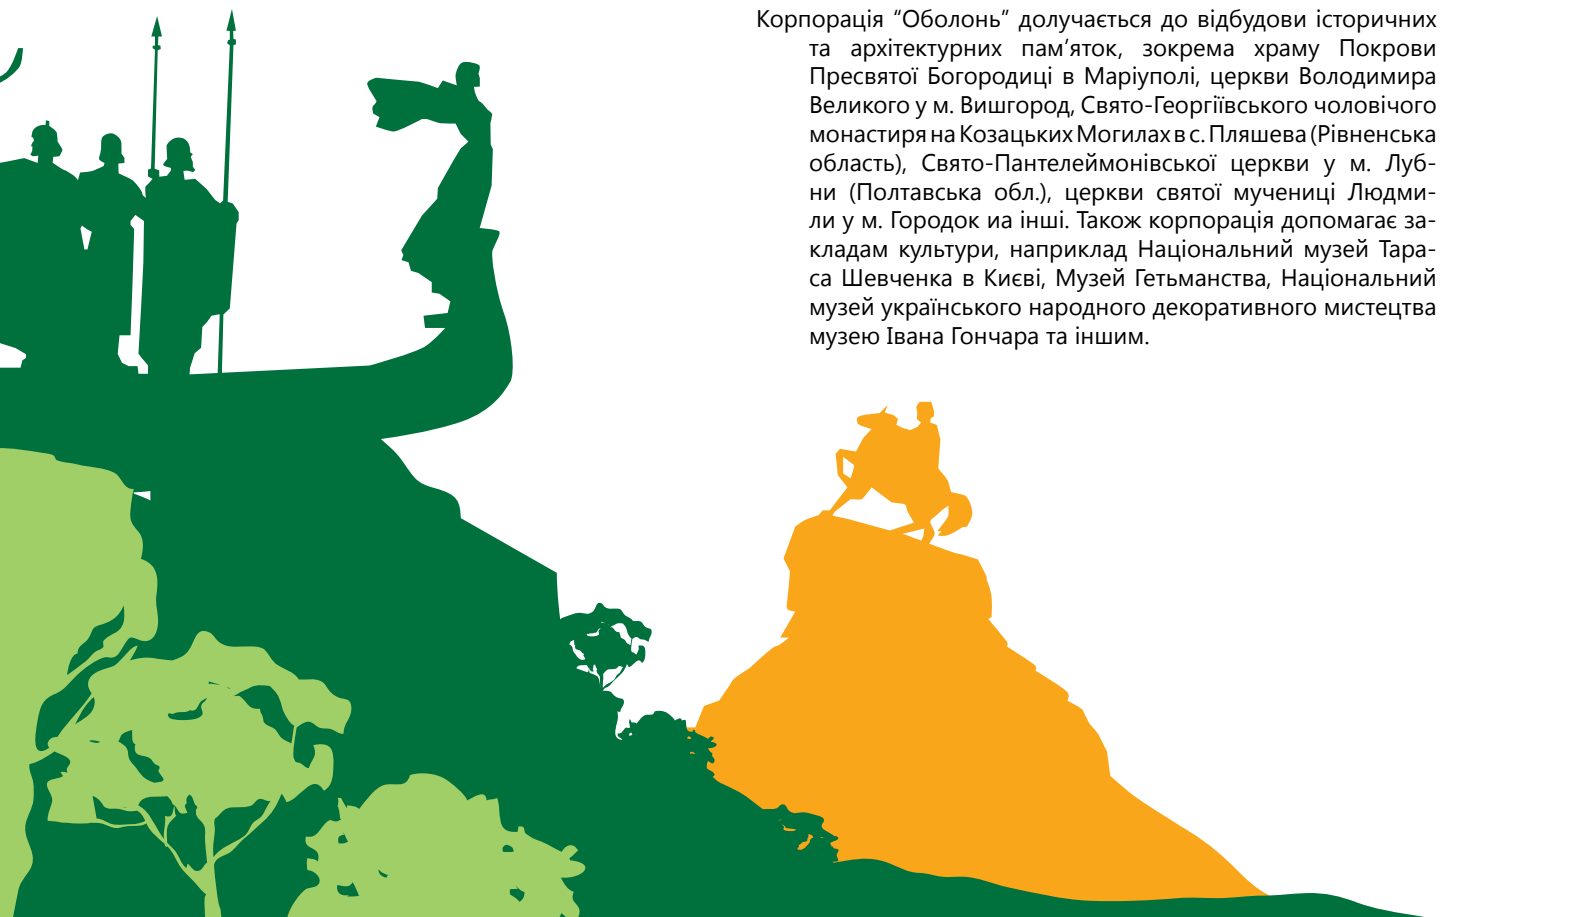 Корпорація “Оболонь” долучається до відбудови історичних
та архітектурних пам’яток, зокрема храму Покрови
Пресвятої Богородиці в Маріуполі, церкви Володимира
Великого у м. Вишгород, Свято-Георгіївського чоловічого
монастиря на Козацьких Могилах в с. Пляшева (Рівненська
область), Свято-Пантелеймонівської церкви у м. Луб-
ни (Полтавська обл.), церкви святої мучениці Людми-
ли у м. Городок иа інші. Також корпорація допомагає за-
кладам культури, наприклад Національний музей Тара-
са Шевченка в Києві, Музей Гетьманства, Національний
музей українського народного декоративного мистецтва
музею Івана Гончара та іншим.